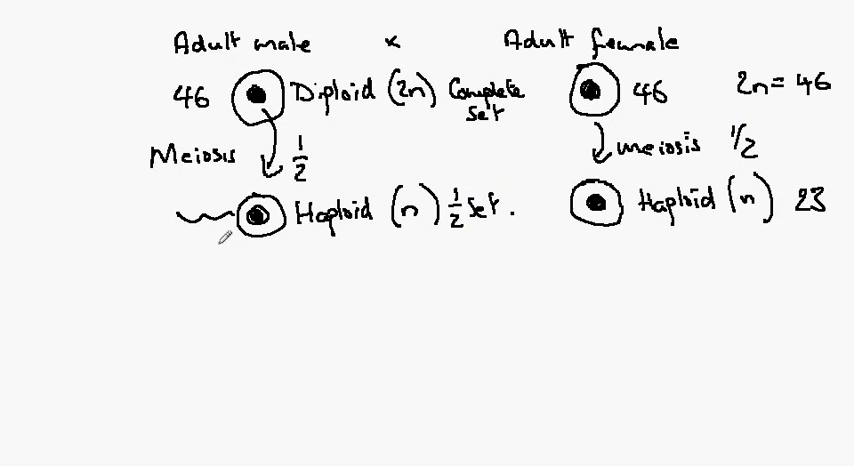 Adult male x Adult female
46 Diploid (2n) Complete Set 46 2n = 46
Meiosis 1/2 meiosis 1/2
Haploid (n) 1/2 Set. Haploid (n) 23